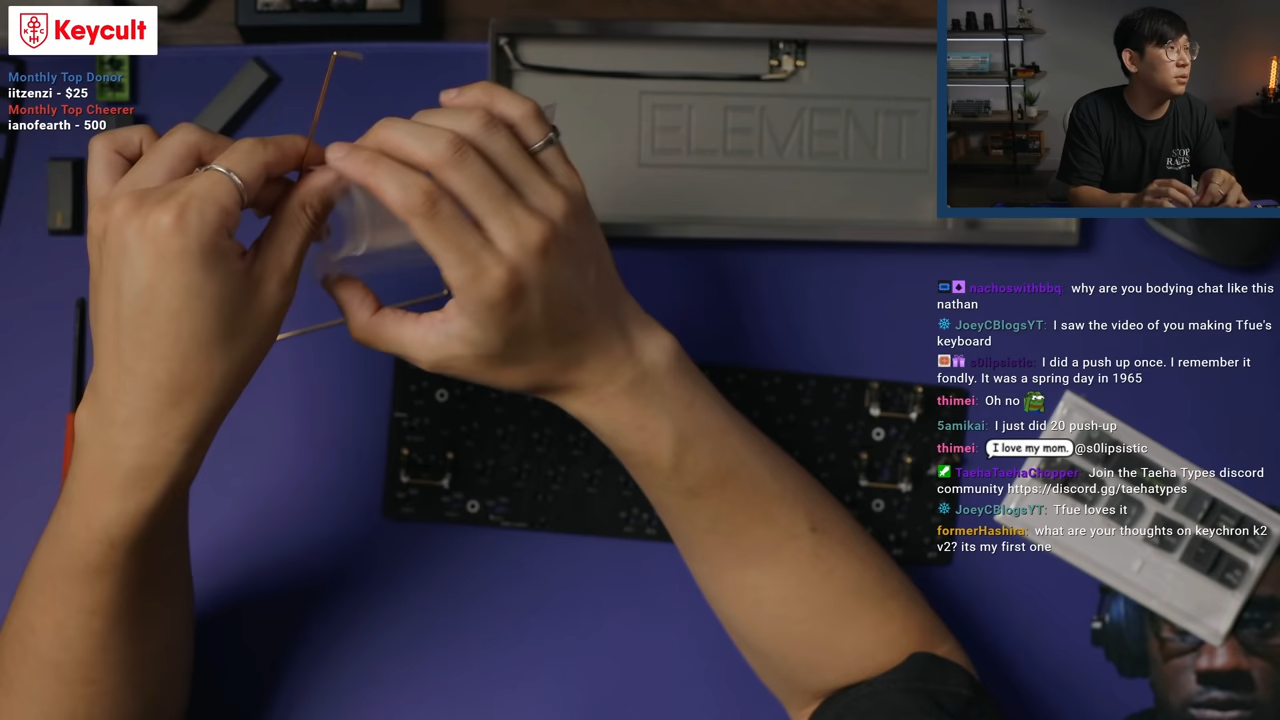 Keycult
Monthly Top Donor
iitzenzi - $25
Monthly Top Cheerer
ianofearth - 500
ELEMENT
STOP
nachoswithbbq: why are you bodying chat like this
nathan
JoeyCBlogsYT: I saw the video of you making Tfue's
keyboard
s0lipsistic: I did a push up once. I remember it
fondly. It was a spring day in 1965
thimei: Oh no
5amikai: I just did 20 push-up
thimei: I love my mom. @s0lipsistic
TaehaTaehaChopper: Join the Taeha Types discord
community https://discord.gg/taehatypes
JoeyCBlogsYT: Tfue loves it
formerHashira: what are your thoughts on keychron k2
v2? its my first one